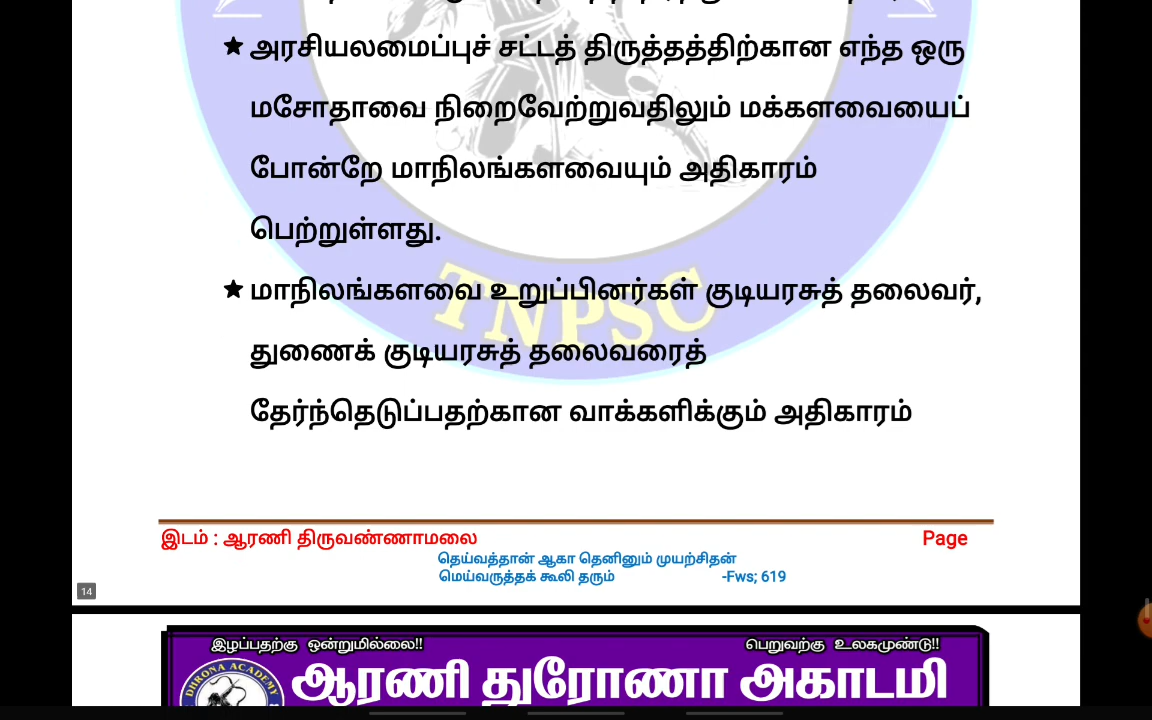 ★ அரசியலமைப்புச் சட்டத் திருத்தத்திற்கான எந்த ஒரு
மசோதாவை நிறைவேற்றுவதிலும் மக்களவையைப்
போன்றே மாநிலங்களவையும் அதிகாரம்
பெற்றுள்ளது.
TNPSC
★ மாநிலங்களவை உறுப்பினர்கள் குடியரசுத் தலைவர்,
துணைக் குடியரசுத் தலைவரைத்
தேர்ந்தெடுப்பதற்கான வாக்களிக்கும் அதிகாரம்
இடம் : ஆரணி திருவண்ணாமலை Page
தெய்வத்தான் ஆகா தெனினும் முயற்சிதன்
மெய்வருத்தக் கூலி தரும் -Fws; 619
14
இழப்பதற்கு ஒன்றுமில்லை!! பெறுவற்கு உலகமுண்டு!!
DHRONA ACADEMY
ஆரணி துரோணா அகாடமி